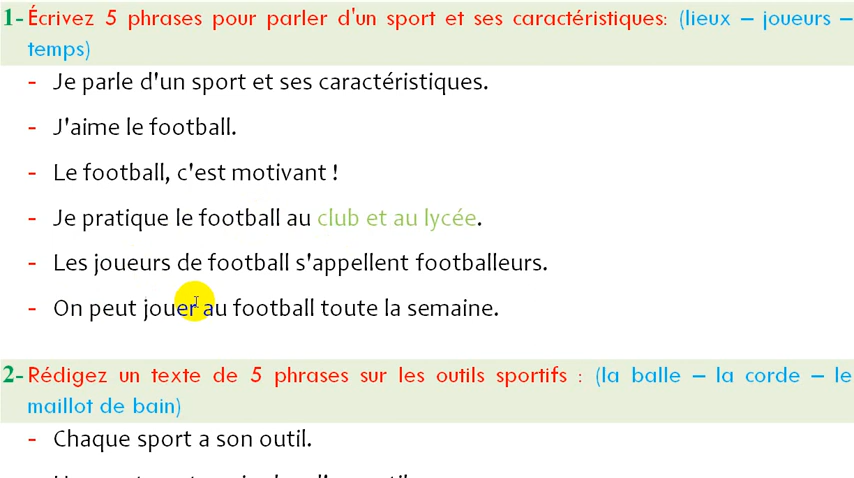 1- Écrivez 5 phrases pour parler d'un sport et ses caractéristiques: (lieux – joueurs –
temps)
- Je parle d'un sport et ses caractéristiques.
- J'aime le football.
- Le football, c'est motivant !
- Je pratique le football au club et au lycée.
- Les joueurs de football s'appellent footballeurs.
- On peut jouer au football toute la semaine.
2- Rédigez un texte de 5 phrases sur les outils sportifs : (la balle – la corde – le
maillot de bain)
- Chaque sport a son outil.